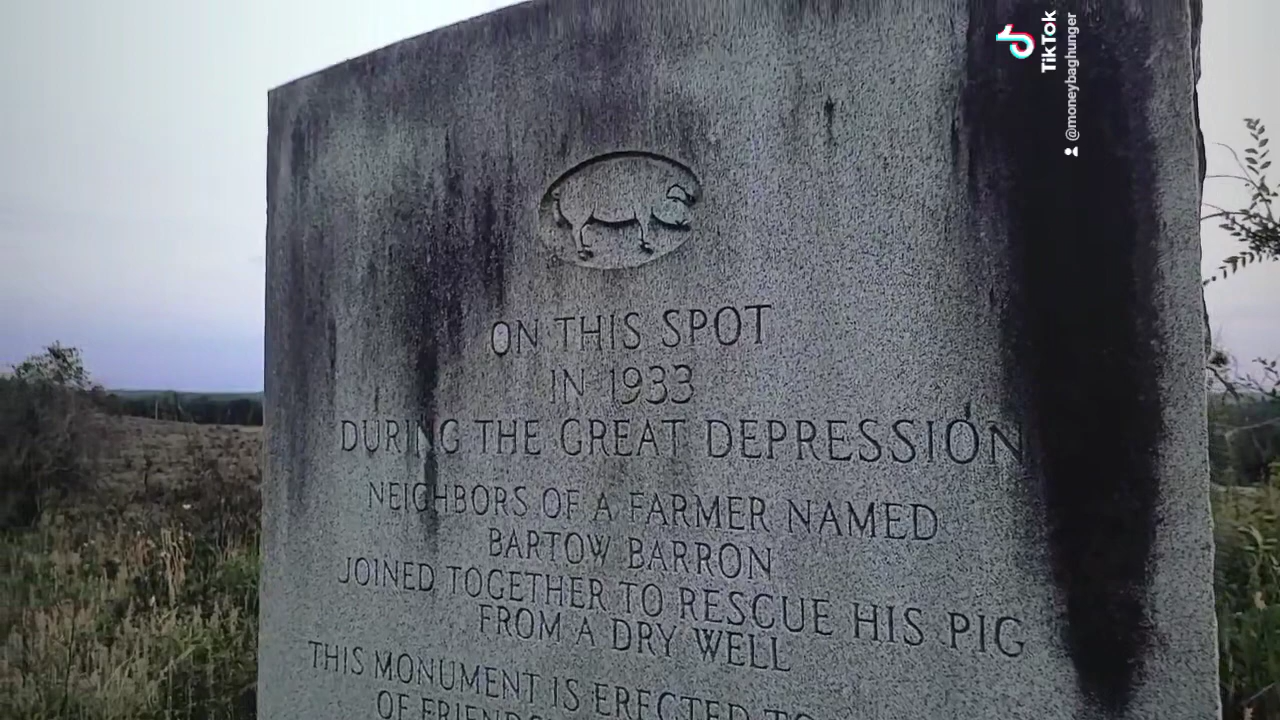 ON THIS SPOT
IN 1933
DURING THE GREAT DEPRESSION
NEIGHBORS OF A FARMER NAMED
BARTOW BARRON
JOINED TOGETHER TO RESCUE HIS PIG
FROM A DRY WELL
THIS MONUMENT IS ERECTED TO
OF
TikTok
@moneybaghunger